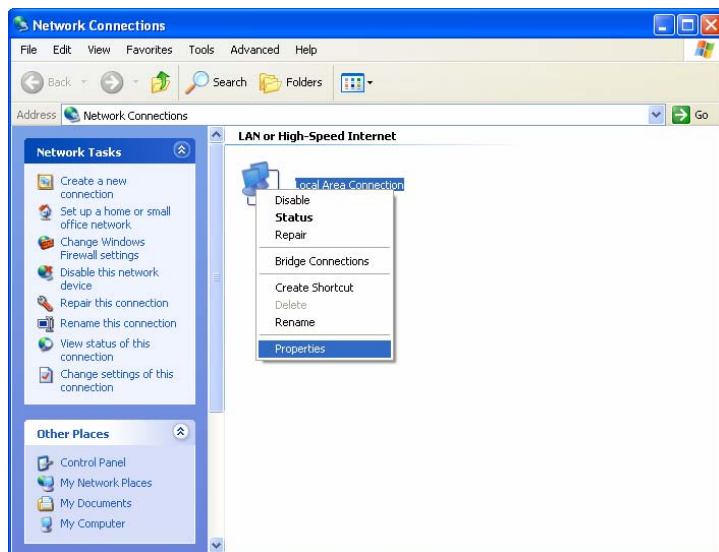 Network Connections
File Edit View Favorites Tools Advanced Help
Back Search Folders
Address Network Connections Go
Network Tasks
Create a new
connection
Set up a home or small
office network
Change Windows
Firewall settings
Disable this network
device
Repair this connection
Rename this connection
View status of this
connection
Change settings of this
connection
Other Places
Control Panel
My Network Places
My Documents
My Computer
LAN or High-Speed Internet
Local Area Connection
Disable
Status
Repair
Bridge Connections
Create Shortcut
Delete
Rename
Properties